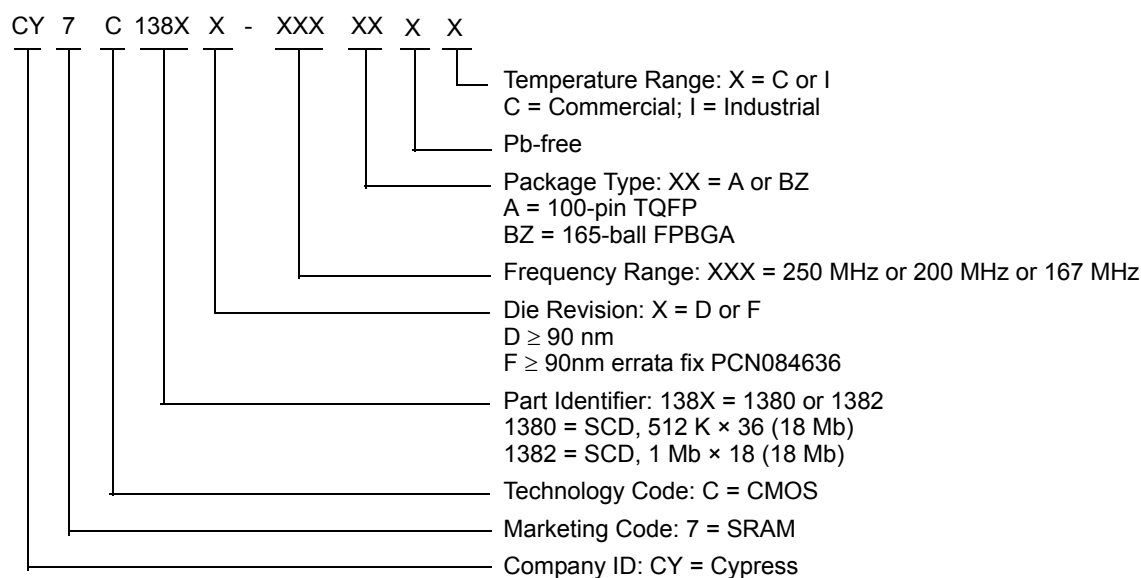 CY 7 C 138X X - XXX XX X X
Temperature Range: X = C or I
C = Commercial; I = Industrial
Pb-free
Package Type: XX = A or BZ
A = 100-pin TQFP
BZ = 165-ball FPBGA
Frequency Range: XXX = 250 MHz or 200 MHz or 167 MHz
Die Revision: X = D or F
D ≥ 90 nm
F ≥ 90nm errata fix PCN084636
Part Identifier: 138X = 1380 or 1382
1380 = SCD, 512 K × 36 (18 Mb)
1382 = SCD, 1 Mb × 18 (18 Mb)
Technology Code: C = CMOS
Marketing Code: 7 = SRAM
Company ID: CY = Cypress